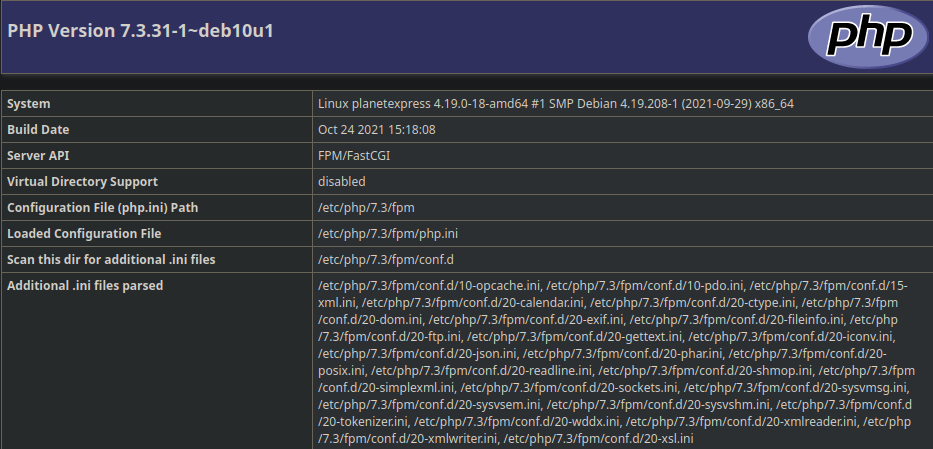 PHP Version 7.3.31-1~deb10u1
php
System Linux planetexpress 4.19.0-18-amd64 #1 SMP Debian 4.19.208-1 (2021-09-29) x86_64
Build Date Oct 24 2021 15:18:08
Server API FPM/FastCGI
Virtual Directory Support disabled
Configuration File (php.ini) Path /etc/php/7.3/fpm
Loaded Configuration File /etc/php/7.3/fpm/php.ini
Scan this dir for additional .ini files /etc/php/7.3/fpm/conf.d
Additional .ini files parsed /etc/php/7.3/fpm/conf.d/10-opcache.ini, /etc/php/7.3/fpm/conf.d/10-pdo.ini, /etc/php/7.3/fpm/conf.d/15-
xml.ini, /etc/php/7.3/fpm/conf.d/20-calendar.ini, /etc/php/7.3/fpm/conf.d/20-ctype.ini, /etc/php/7.3/fpm
/conf.d/20-dom.ini, /etc/php/7.3/fpm/conf.d/20-exif.ini, /etc/php/7.3/fpm/conf.d/20-fileinfo.ini, /etc/php
/7.3/fpm/conf.d/20-ftp.ini, /etc/php/7.3/fpm/conf.d/20-gettext.ini, /etc/php/7.3/fpm/conf.d/20-iconv.ini,
/etc/php/7.3/fpm/conf.d/20-json.ini, /etc/php/7.3/fpm/conf.d/20-phar.ini, /etc/php/7.3/fpm/conf.d/20-
posix.ini, /etc/php/7.3/fpm/conf.d/20-readline.ini, /etc/php/7.3/fpm/conf.d/20-shmop.ini, /etc/php/7.3/fpm
/conf.d/20-simplexml.ini, /etc/php/7.3/fpm/conf.d/20-sockets.ini, /etc/php/7.3/fpm/conf.d/20-sysvmsg.ini,
/etc/php/7.3/fpm/conf.d/20-sysvsem.ini, /etc/php/7.3/fpm/conf.d/20-sysvshm.ini, /etc/php/7.3/fpm/conf.d
/20-tokenizer.ini, /etc/php/7.3/fpm/conf.d/20-wddx.ini, /etc/php/7.3/fpm/conf.d/20-xmlreader.ini, /etc/php
/7.3/fpm/conf.d/20-xmlwriter.ini, /etc/php/7.3/fpm/conf.d/20-xsl.ini